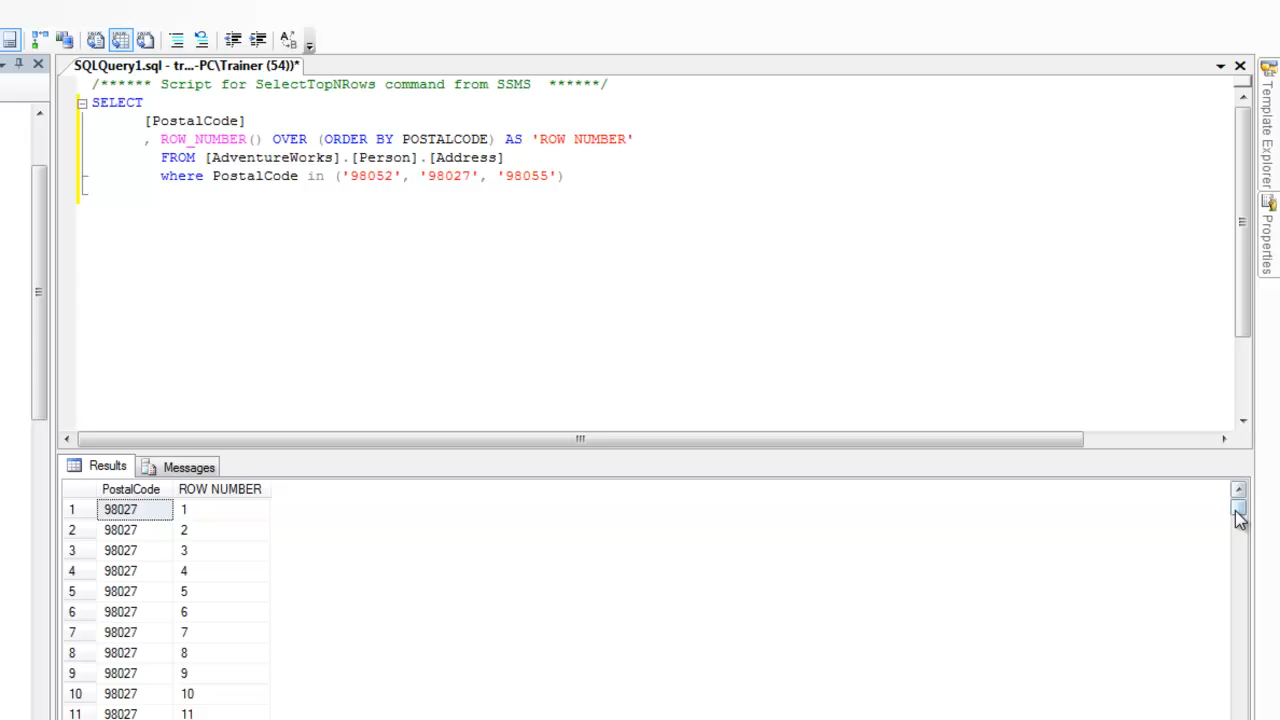 SQLQuery1.sql - tr...-PC\Trainer (54))*
/****** Script for SelectTopNRows command from SSMS  ******/
SELECT
[PostalCode]
, ROW_NUMBER() OVER (ORDER BY POSTALCODE) AS 'ROW NUMBER'
FROM [AdventureWorks].[Person].[Address]
where PostalCode in ('98052', '98027', '98055')
Template Explorer
Properties
Results Messages
PostalCode ROW NUMBER
1 98027 1
2 98027 2
3 98027 3
4 98027 4
5 98027 5
6 98027 6
7 98027 7
8 98027 8
9 98027 9
10 98027 10
11 98027 11